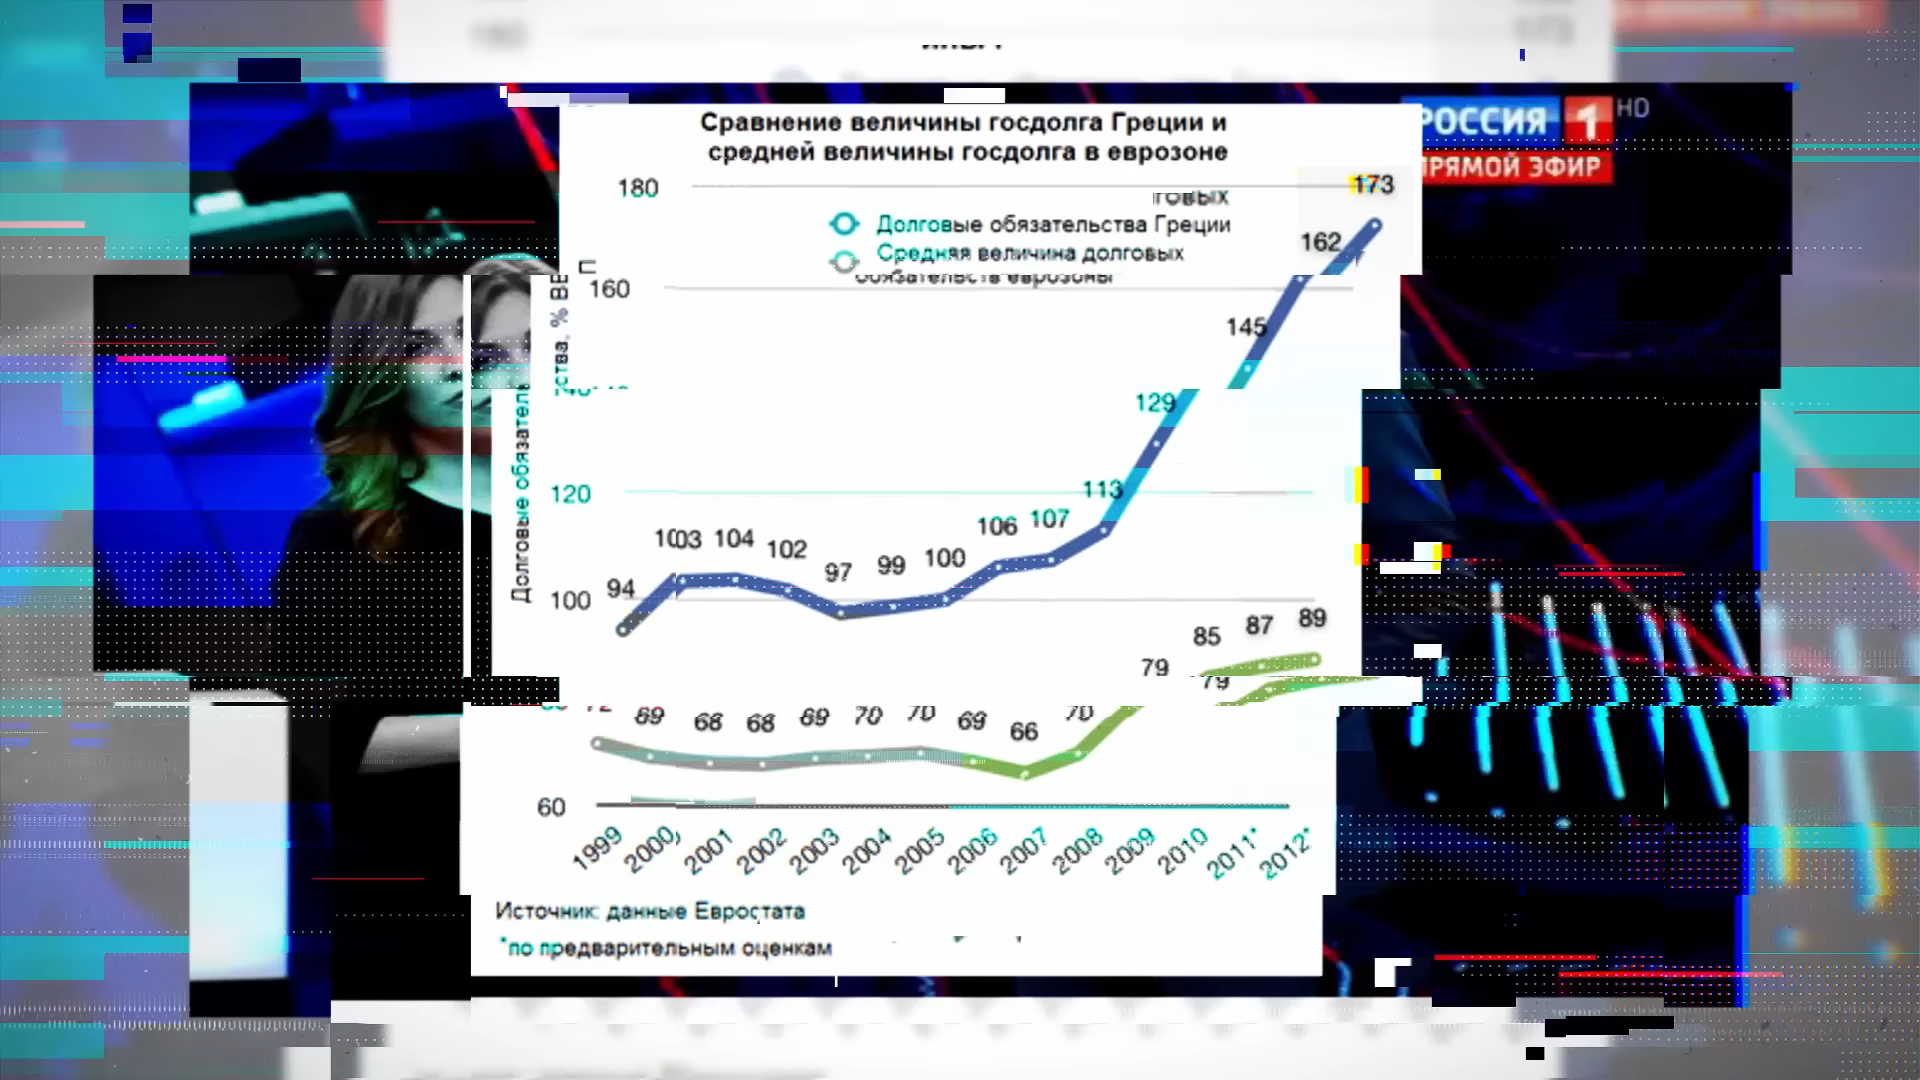 Сравнение величины госдолга Греции и
средней величины госдолга в еврозоне
РОССИЯ 1 HD
ПРЯМОЙ ЭФИР
180
173
Долговые обязательства Греции
162
Средняя величина долговых
обязательств еврозоны
160
145
129
120
113
103 104 102 97 99 100 106 107
94
100
85 87 89
79
79
69 68 68 69 70 70 69 66 70
60
1999 2000 2001 2002 2003 2004 2005 2006 2007 2008 2009 2010 2011* 2012*
Источник: данные Евростата
*по предварительным оценкам